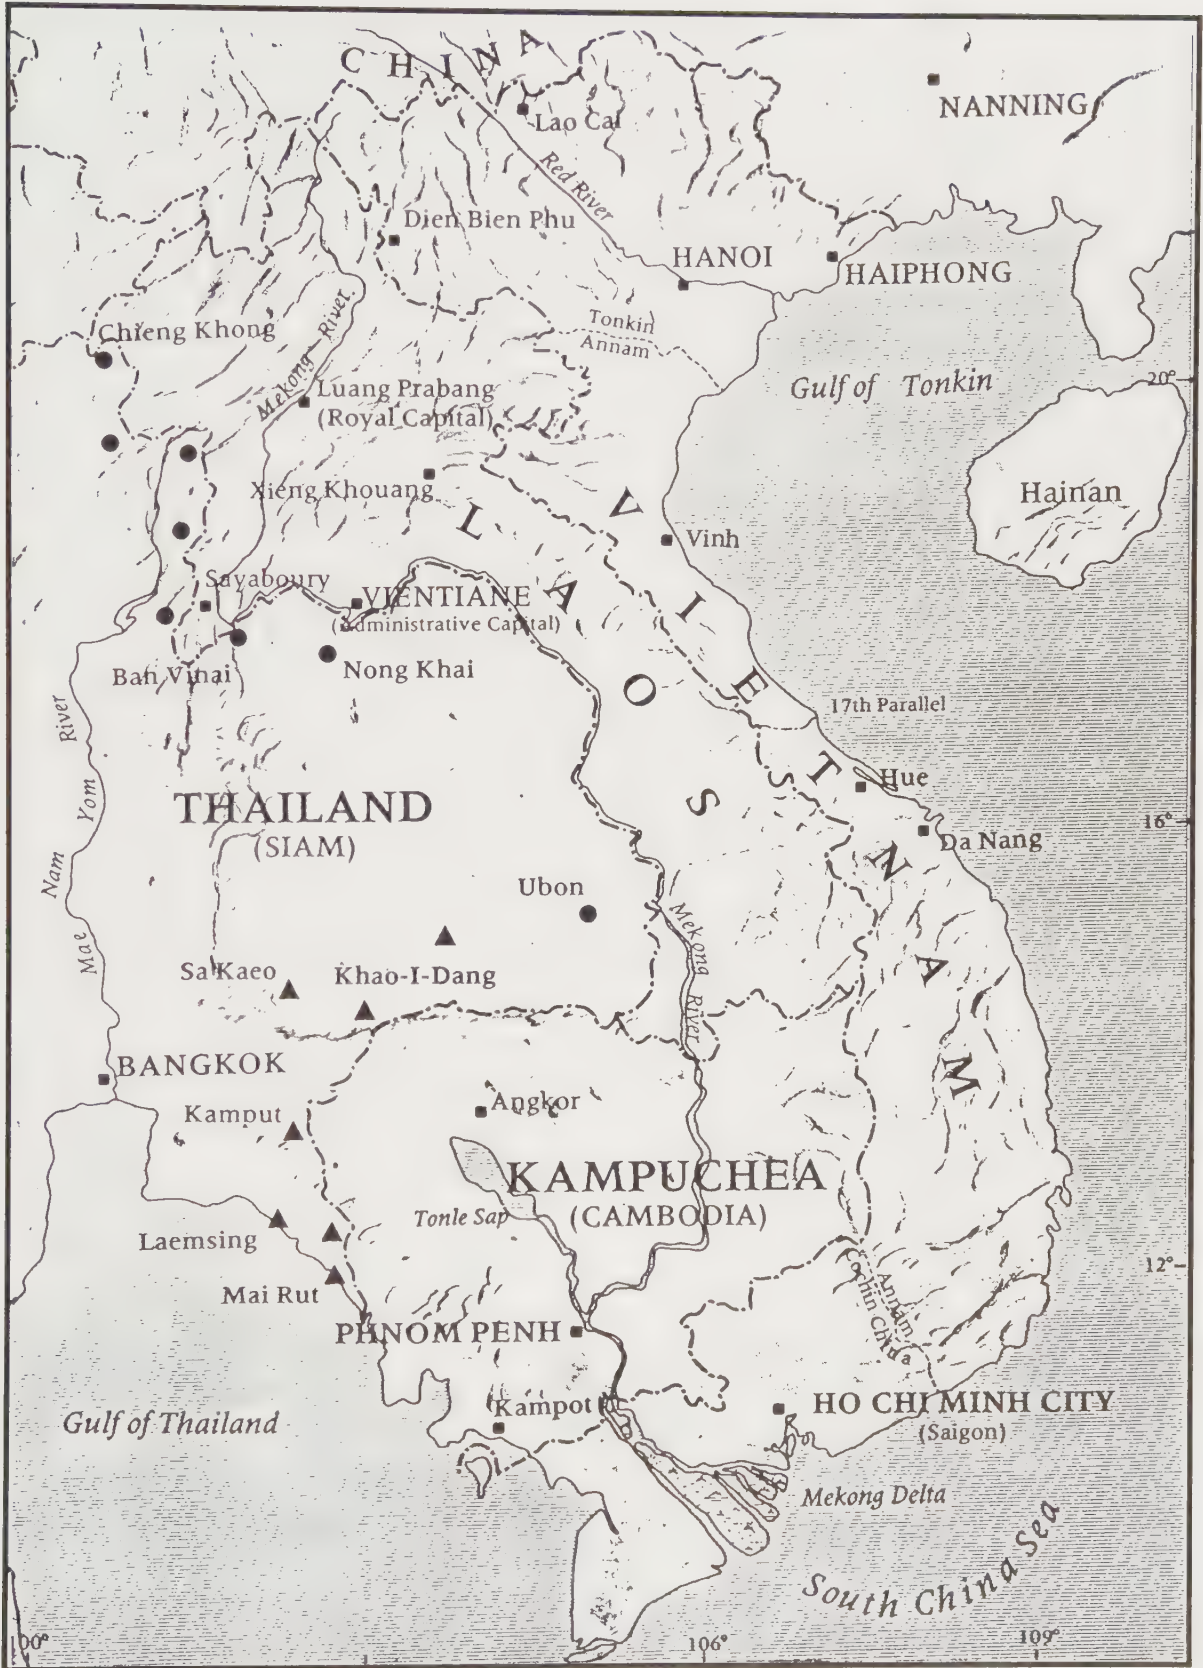 CHINA
NANNING
Lao Cai
Red River
Dien Bien Phu
HANOI
HAIPHONG
Chieng Khong
Mekong River
Tonkin
Annam
Gulf of Tonkin
20°
Luang Prabang
(Royal Capital)
Hainan
Xieng Khouang
LAOS
VIETNAM
Vinh
Sayaboury
VIENTIANE
(Administrative Capital)
Ban Vinai
Nong Khai
17th Parallel
Mae Nam Yom River
THAILAND
(SIAM)
Hue
16°
Da Nang
Ubon
Mekong River
Sa Kaeo
Khao-I-Dang
BANGKOK
Kamput
Angkor
KAMPUCHEA
(CAMBODIA)
Tonle Sap
Laemsing
12°
Annam
Cochin China
Mai Rut
PHNOM PENH
Kampot
HO CHI MINH CITY
(Saigon)
Gulf of Thailand
Mekong Delta
South China Sea
106°
109°